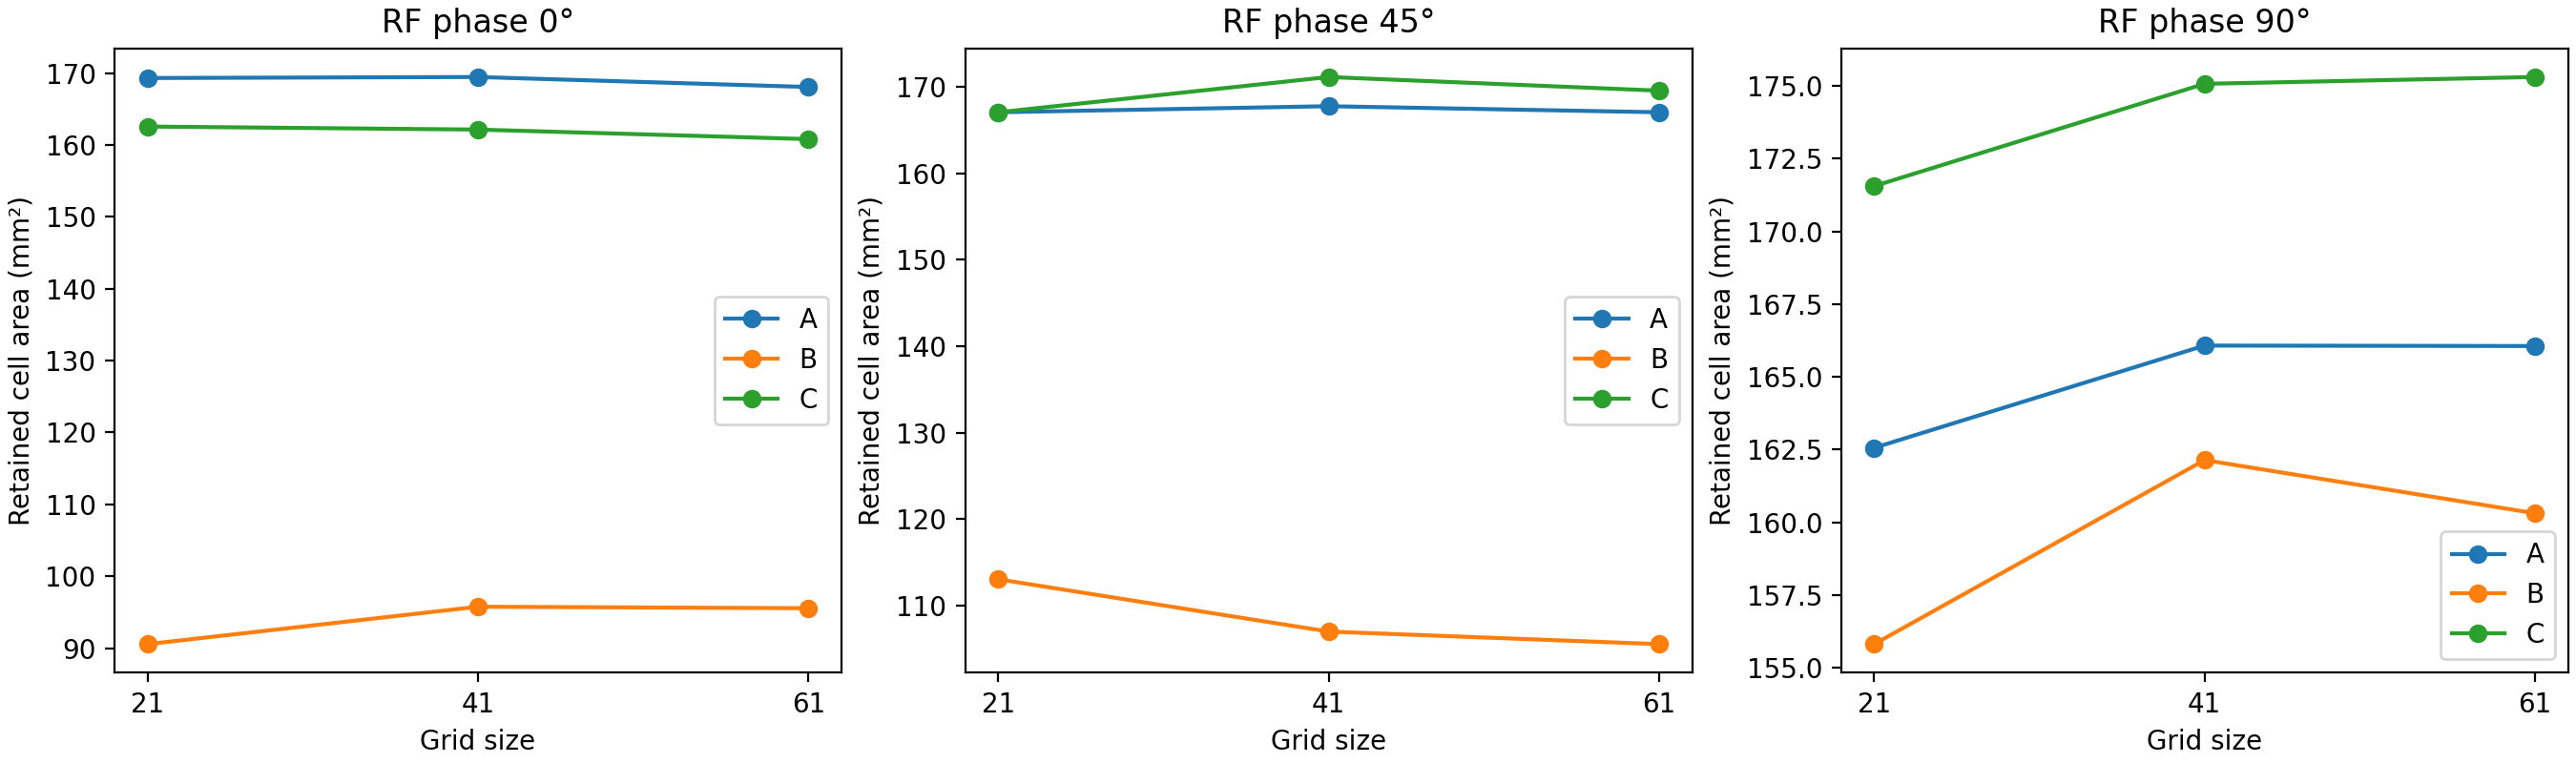 RF phase 0°
170
160
150
140
130
120
110
100
90
Retained cell area (mm²)
A
B
C
21
41
61
Grid size
RF phase 45°
170
160
150
140
130
120
110
Retained cell area (mm²)
A
B
C
21
41
61
Grid size
RF phase 90°
175.0
172.5
170.0
167.5
165.0
162.5
160.0
157.5
155.0
Retained cell area (mm²)
A
B
C
21
41
61
Grid size